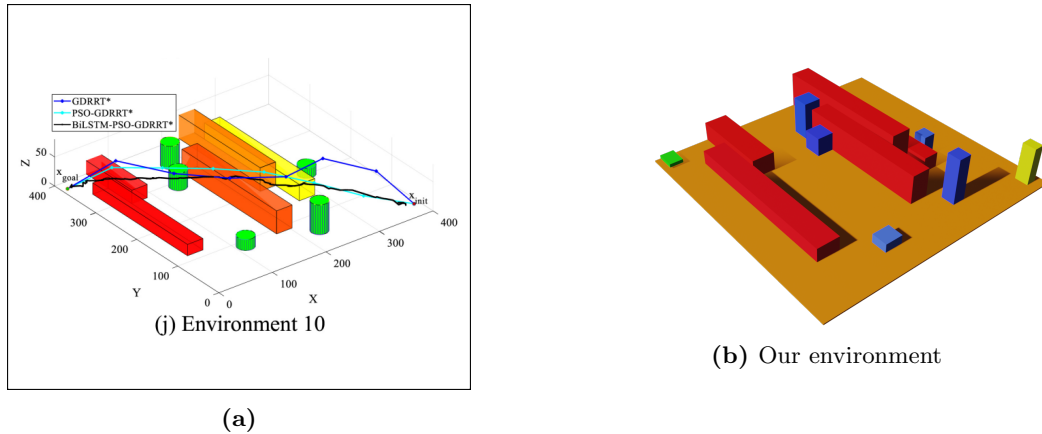 GDRRT*
PSO-GDRRT*
BiLSTM-PSO-GDRRT*
Z
50
0
x goal
x init
400
300
200
100
0
Y
0
100
200
300
400
X
(j) Environment 10
(a)
(b) Our environment